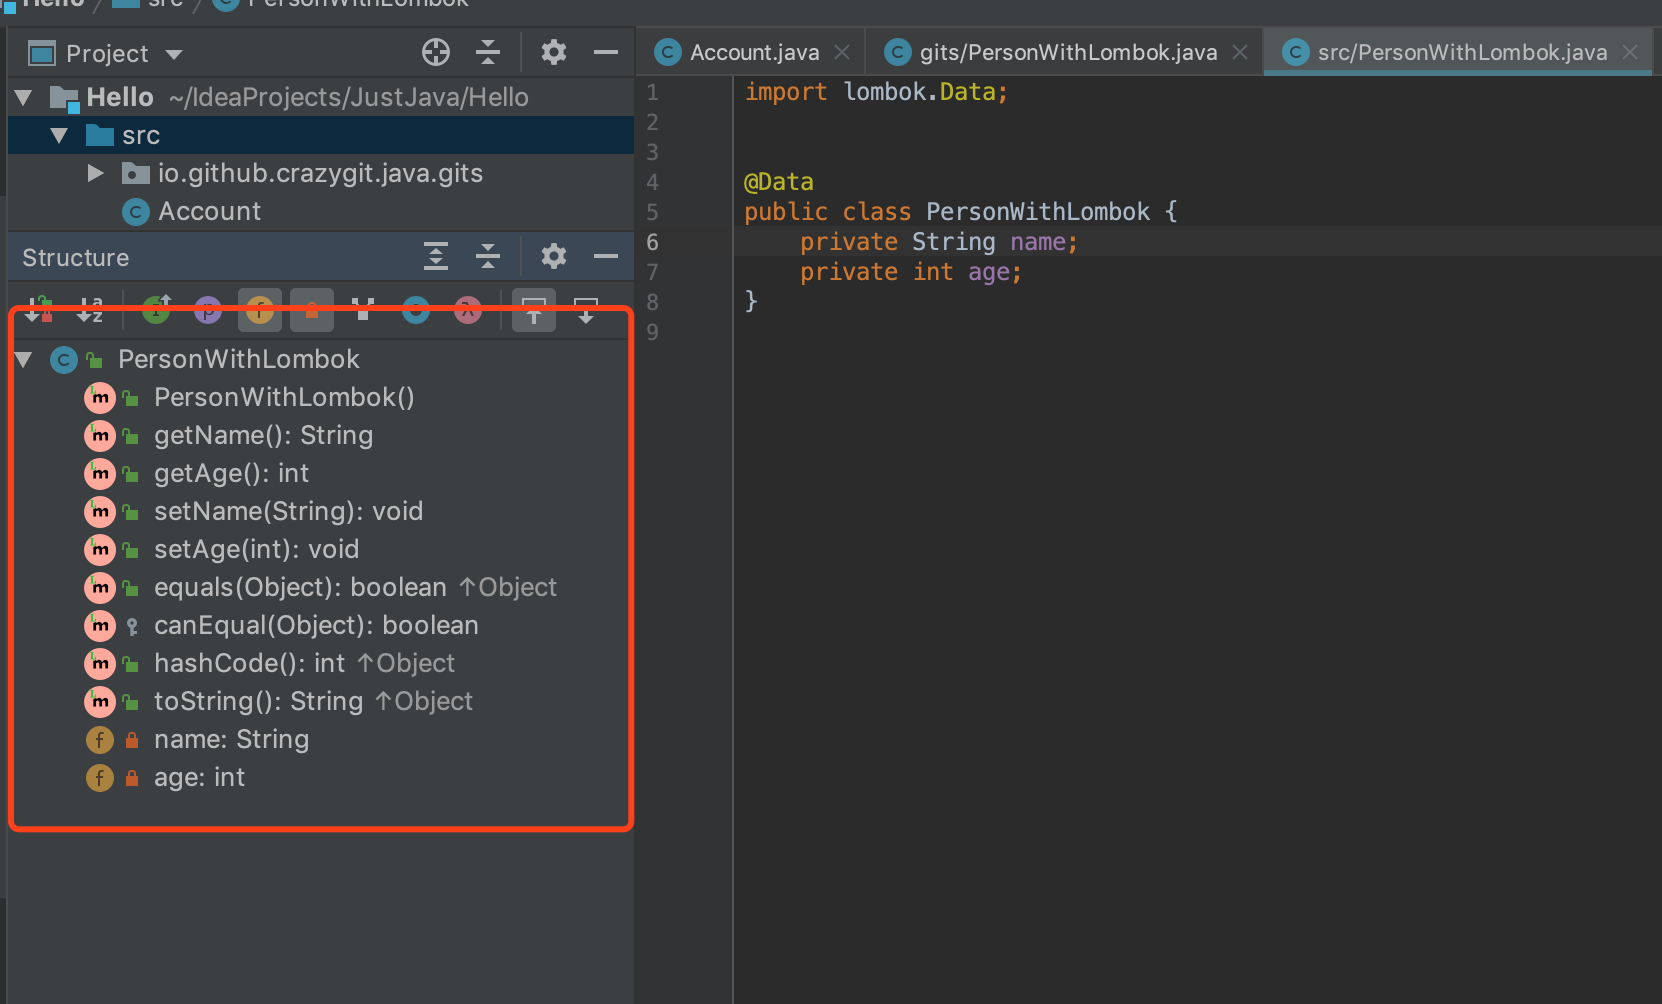 Hello / src / PersonWithLombok
Project
Account.java
gits/PersonWithLombok.java
src/PersonWithLombok.java
Hello ~/IdeaProjects/JustJava/Hello
src
io.github.crazygit.java.gits
C Account
Structure
C PersonWithLombok
m PersonWithLombok()
m getName(): String
m getAge(): int
m setName(String): void
m setAge(int): void
m equals(Object): boolean ↑Object
m canEqual(Object): boolean
m hashCode(): int ↑Object
m toString(): String ↑Object
f name: String
f age: int
1 import lombok.Data;
2
3
4 @Data
5 public class PersonWithLombok {
6 private String name;
7 private int age;
8 }
9